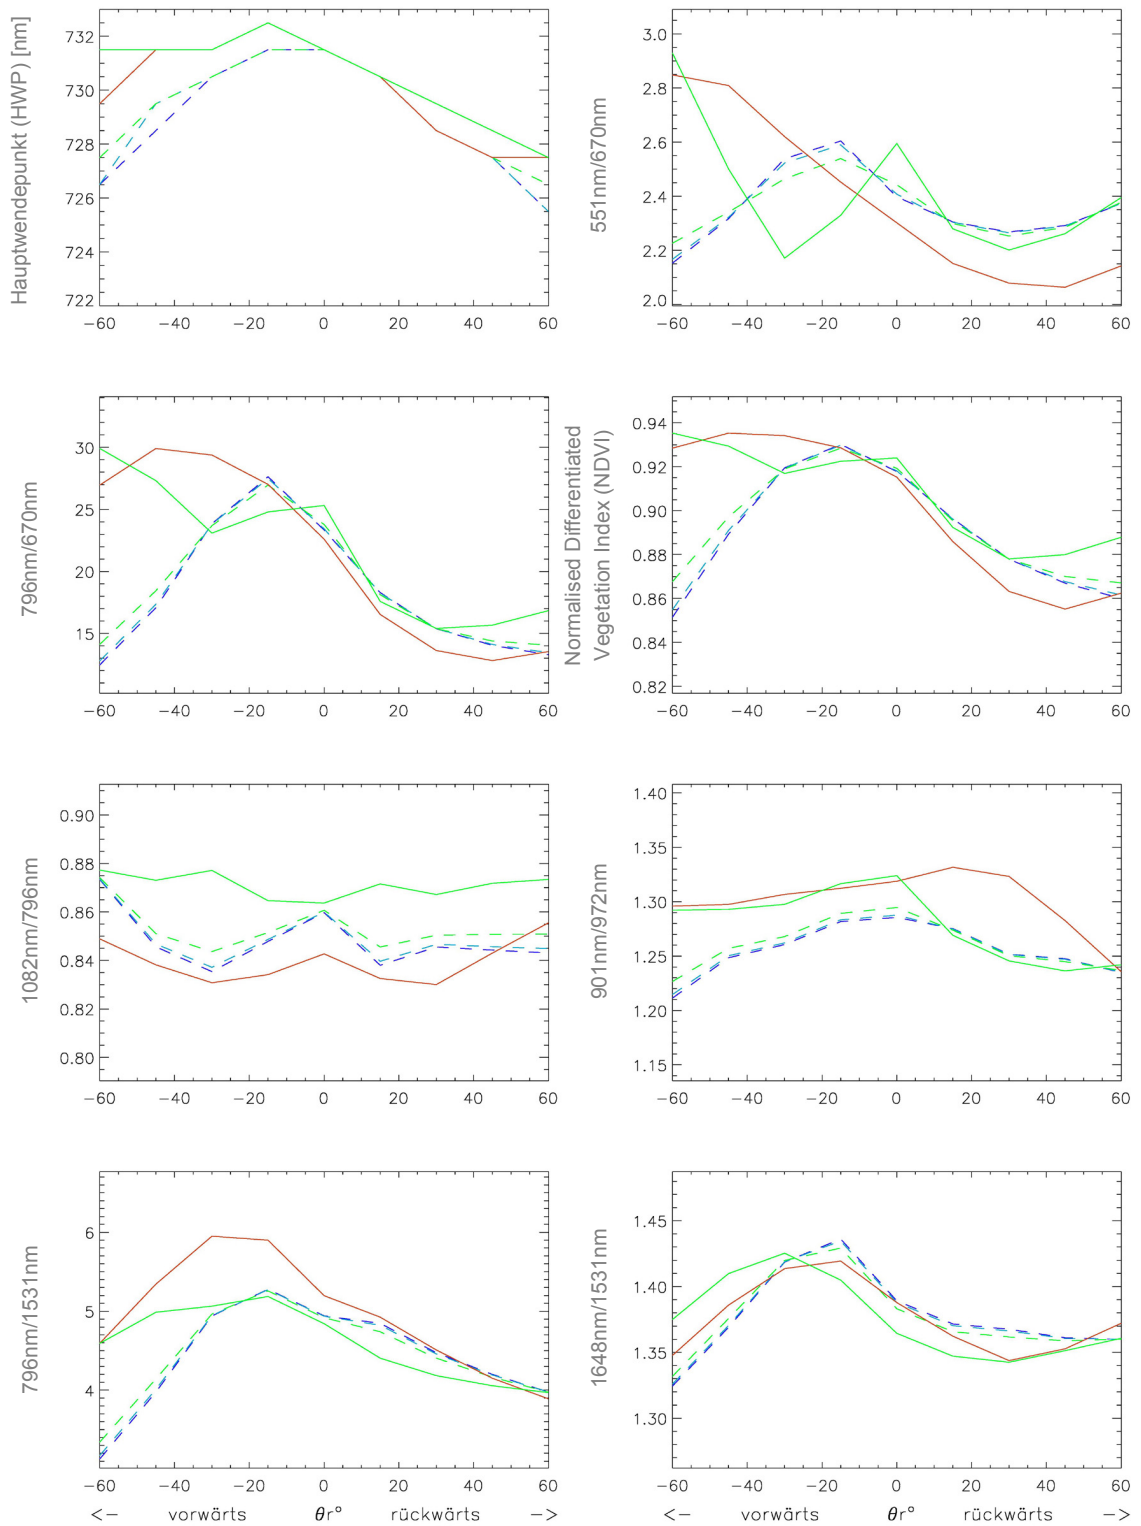 Hauptwendepunkt (HWP) [nm]
732
730
728
726
724
722
−60 −40 −20 0 20 40 60
551nm/670nm
3.0
2.8
2.6
2.4
2.2
2.0
−60 −40 −20 0 20 40 60
796nm/670nm
30
25
20
15
−60 −40 −20 0 20 40 60
Normalised Differentiated
Vegetation Index (NDVI)
0.94
0.92
0.90
0.88
0.86
0.84
0.82
−60 −40 −20 0 20 40 60
1082nm/796nm
0.90
0.88
0.86
0.84
0.82
0.80
−60 −40 −20 0 20 40 60
901nm/972nm
1.40
1.35
1.30
1.25
1.20
1.15
−60 −40 −20 0 20 40 60
796nm/1531nm
6
5
4
−60 −40 −20 0 20 40 60
<− vorwärts θr° rückwärts −>
1648nm/1531nm
1.45
1.40
1.35
1.30
−60 −40 −20 0 20 40 60
<− vorwärts θr° rückwärts −>